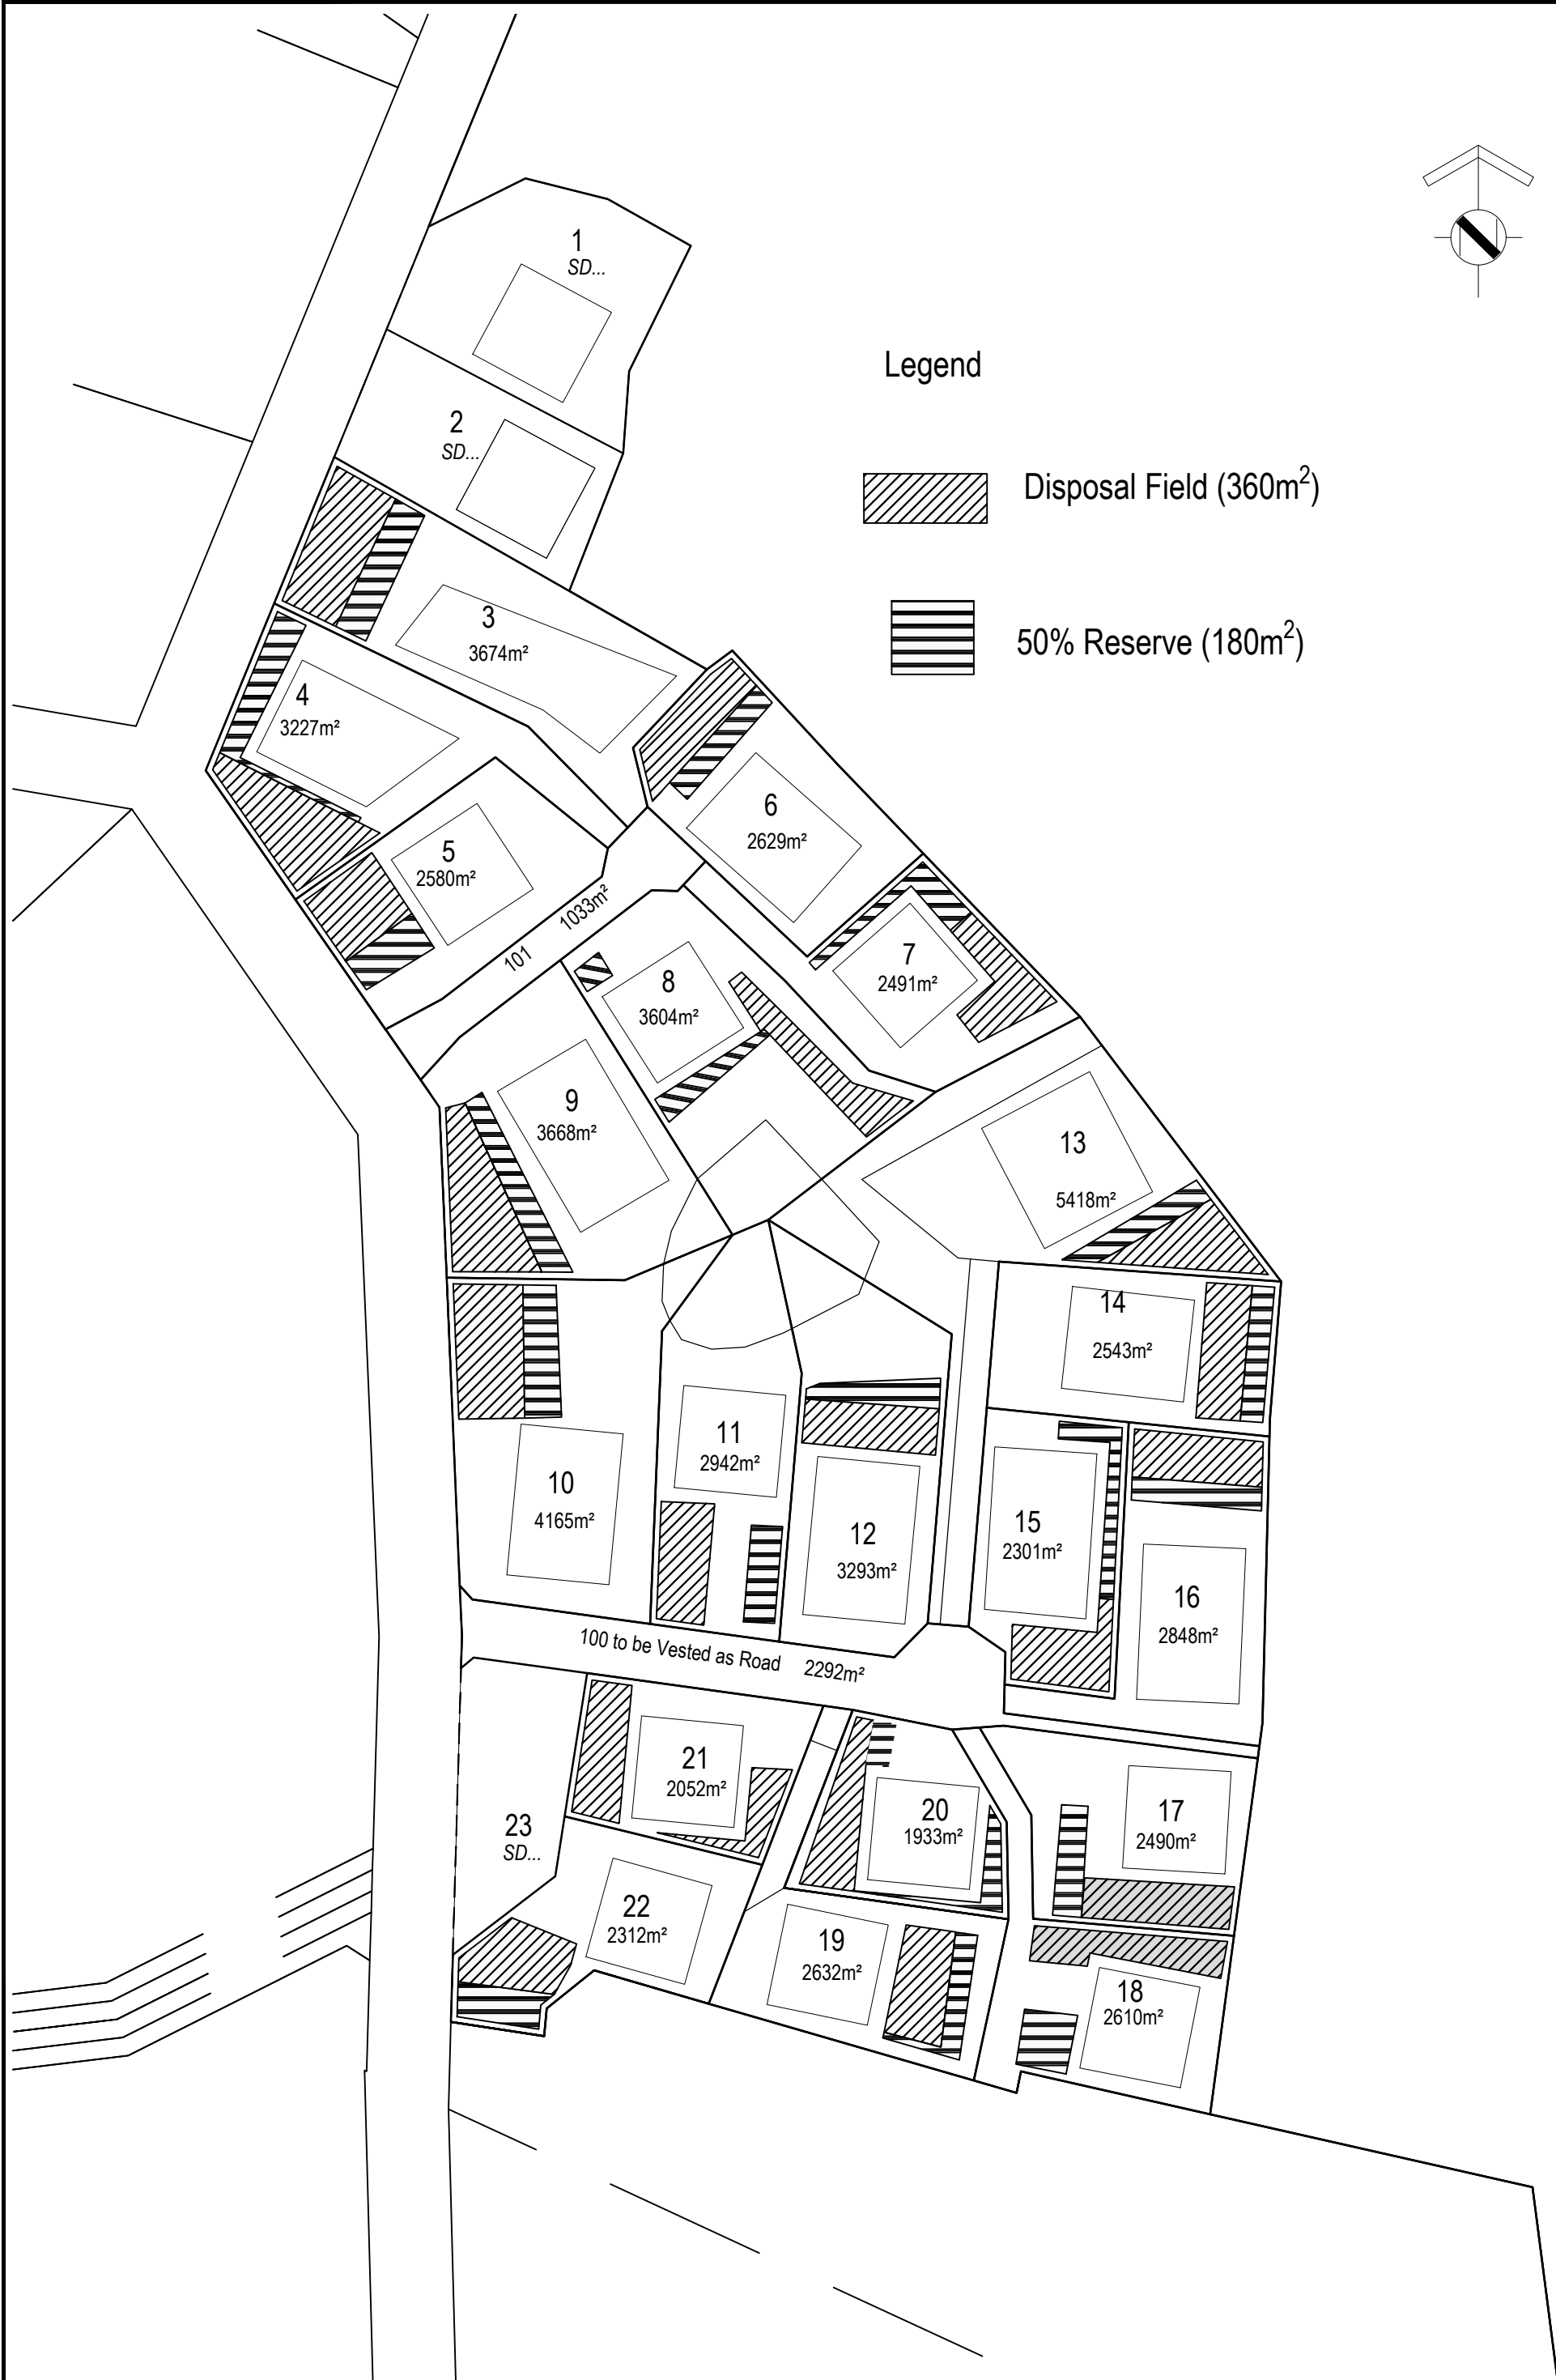 1
SD...
Legend
2
SD...
Disposal Field (360m²)
3
3674m²
50% Reserve (180m²)
4
3227m²
6
2629m²
5
2580m²
101 1033m²
7
2491m²
8
3604m²
9
3668m²
13
5418m²
14
2543m²
11
2942m²
10
4165m²
12
3293m²
15
2301m²
16
2848m²
100 to be Vested as Road 2292m²
21
2052m²
20
1933m²
17
2490m²
23
SD...
22
2312m²
19
2632m²
18
2610m²